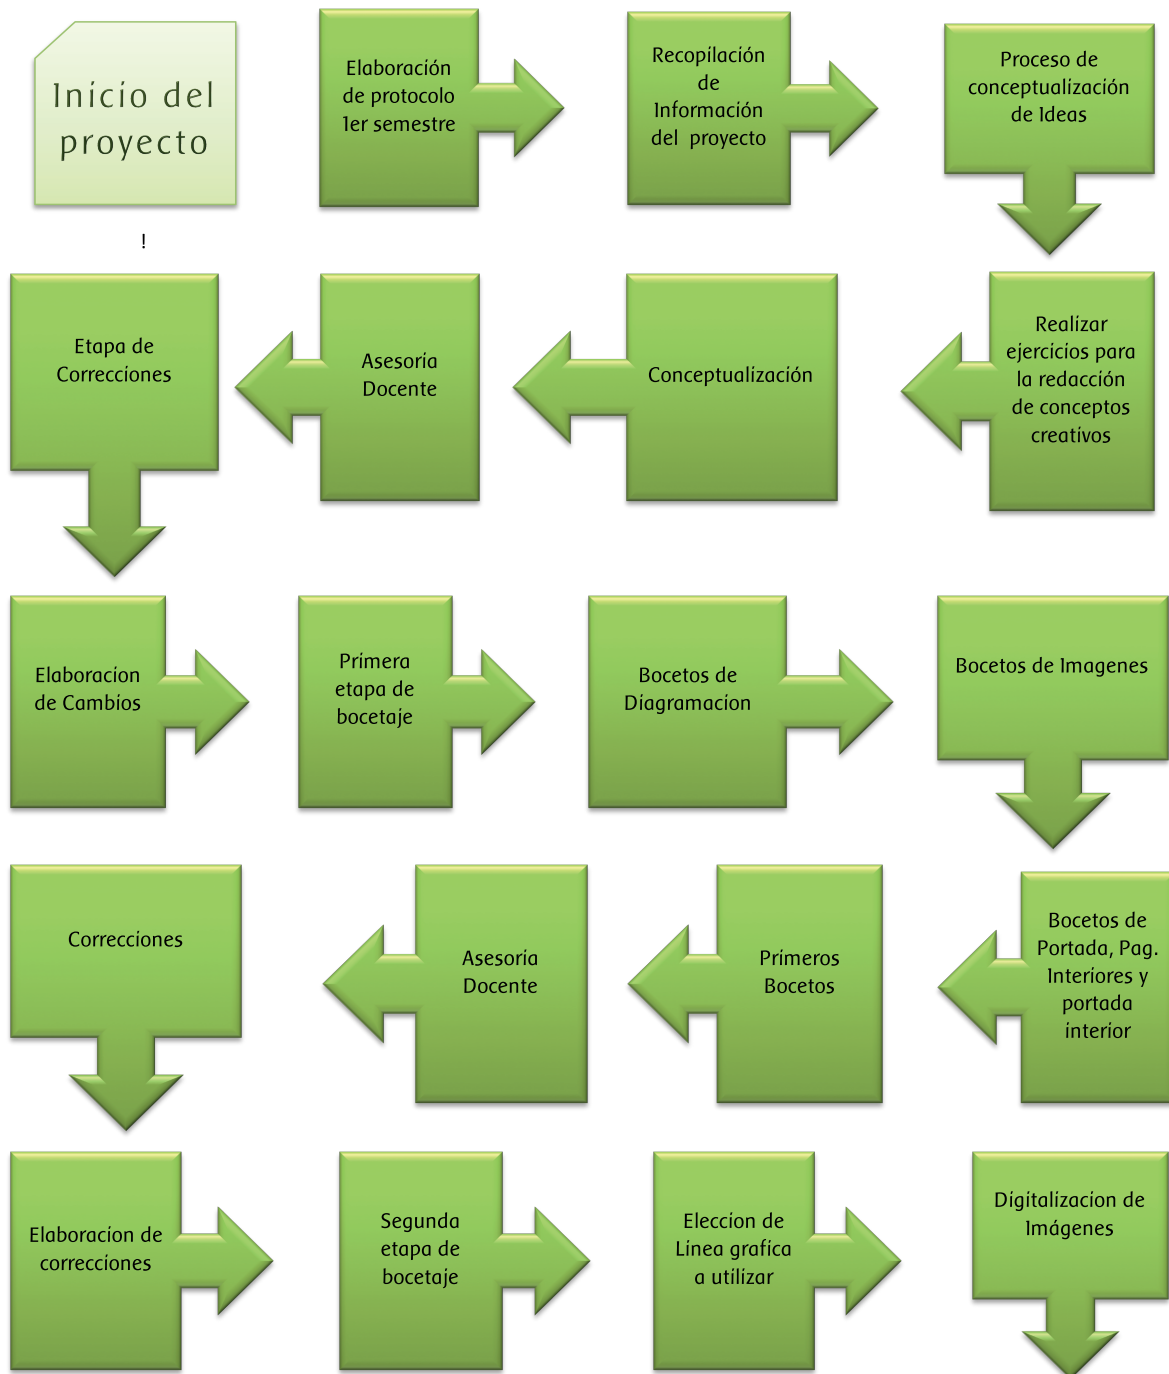 Inicio del
proyecto
Elaboración
de protocolo
1er semestre
Recopilación
de
Información
del proyecto
Proceso de
conceptualización
de Ideas
!
Realizar
ejercicios para
la redacción
de conceptos
creativos
Conceptualización
Asesoría
Docente
Etapa de
Correcciones
Elaboracion
de Cambios
Primera
etapa de
bocetaje
Bocetos de
Diagramacion
Bocetos de Imagenes
Bocetos de
Portada, Pag.
Interiores y
portada
interior
Primeros
Bocetos
Asesoria
Docente
Correcciones
Elaboracion de
correcciones
Segunda
etapa de
bocetaje
Eleccion de
Linea grafica
a utilizar
Digitalizacion de
Imágenes